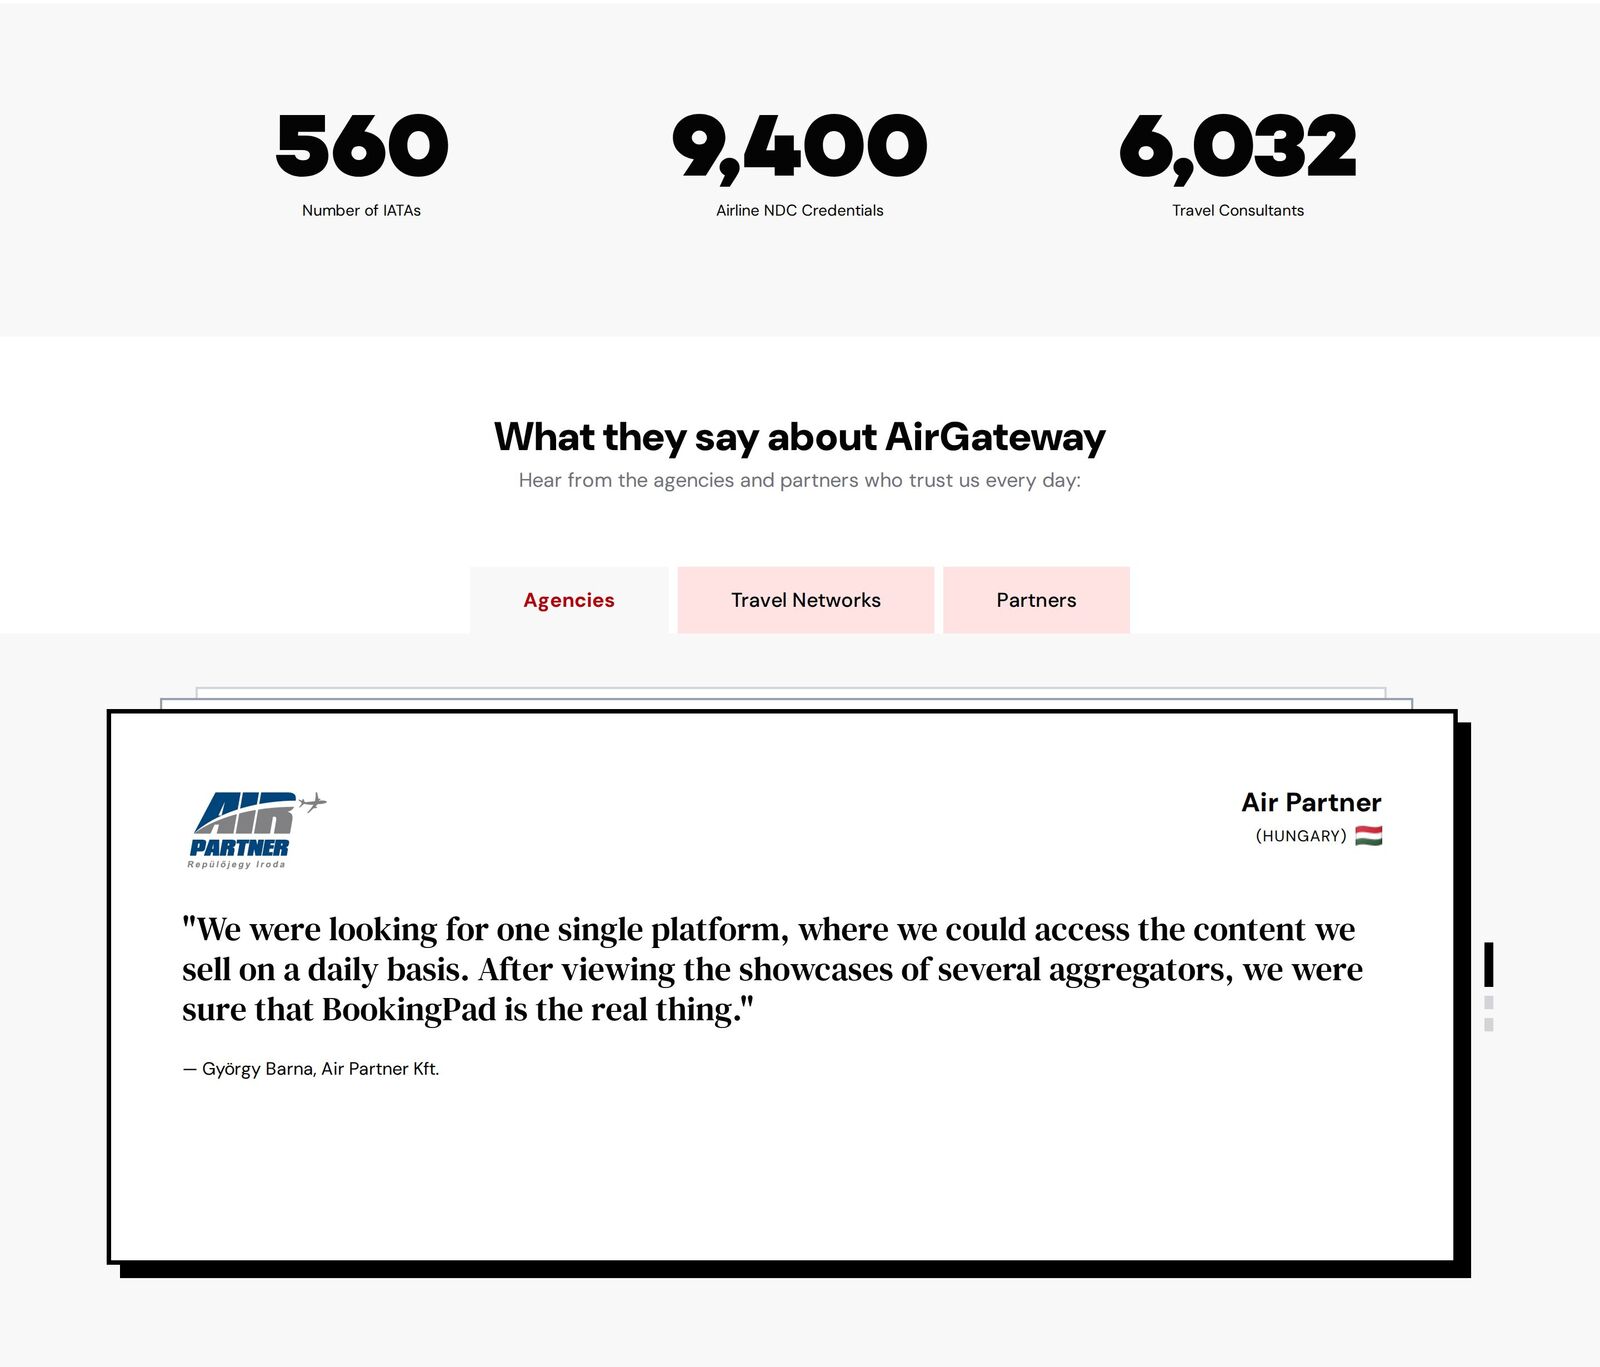 560
Number of IATAs
9,400
Airline NDC Credentials
6,032
Travel Consultants
What they say about AirGateway
Hear from the agencies and partners who trust us every day:
Agencies
Travel Networks
Partners
AIR
PARTNER
Repülőjegy Iroda
Air Partner
(HUNGARY)
"We were looking for one single platform, where we could access the content we
sell on a daily basis. After viewing the showcases of several aggregators, we were
sure that BookingPad is the real thing."
— György Barna, Air Partner Kft.